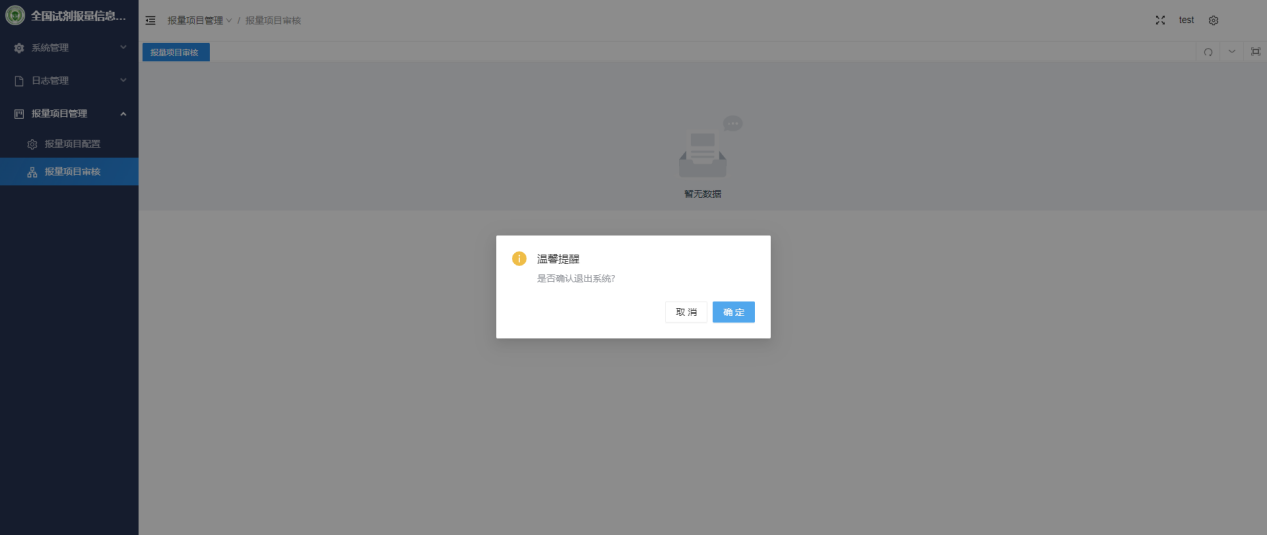 全国试剂报量信息...
系统管理
日志管理
报量项目管理
报量项目配置
报量项目审核
报量项目管理 / 报量项目审核
test
报量项目审核
暂无数据
温馨提醒
是否确认退出系统?
取 消
确 定